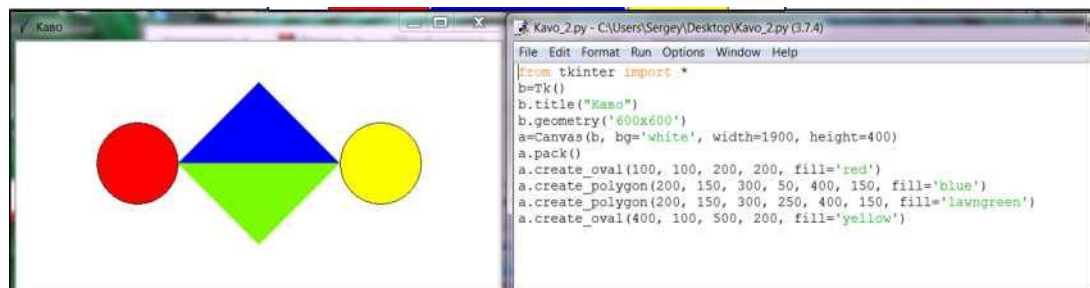 Каво
Kavo_2.py - C:\Users\Sergey\Desktop\Kavo_2.py (3.7.4)
File Edit Format Run Options Window Help
from tkinter import *
b=Tk()
b.title("Каво")
b.geometry('600x600')
a=Canvas(b, bg='white', width=1900, height=400)
a.pack()
a.create_oval(100, 100, 200, 200, fill='red')
a.create_polygon(200, 150, 300, 50, 400, 150, fill='blue')
a.create_polygon(200, 150, 300, 250, 400, 150, fill='lawngreen')
a.create_oval(400, 100, 500, 200, fill='yellow')